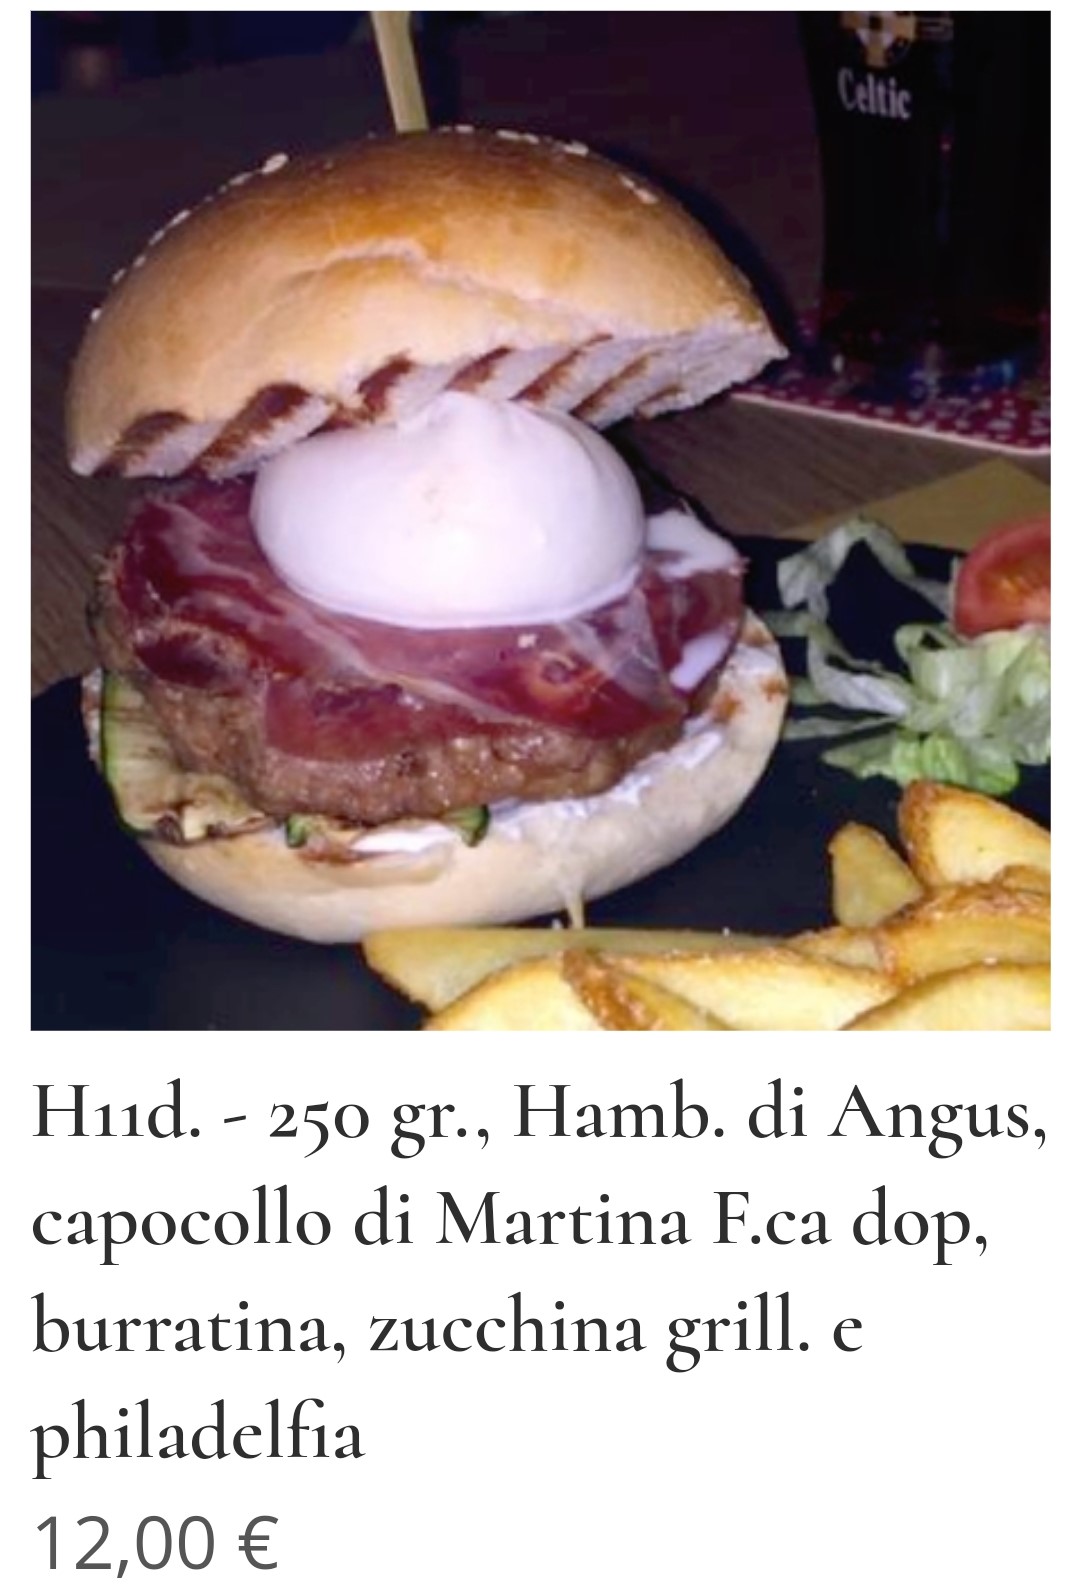 Celtic
H11d. - 250 gr., Hamb. di Angus,
capocollo di Martina F.ca dop,
burratina, zucchina grill. e
philadelfia
12,00 €